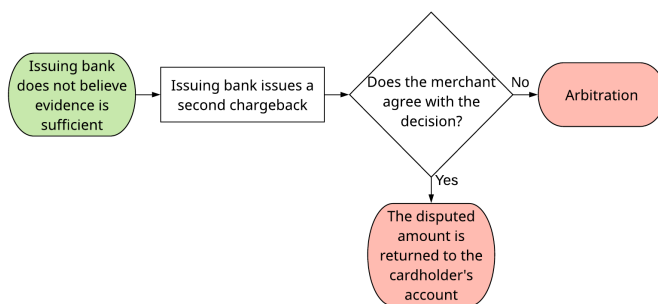 Issuing bank
does not believe
evidence is
sufficient
Issuing bank issues a
second chargeback
Does the merchant
agree with the
decision?
No
Arbitration
Yes
The disputed
amount is
returned to the
cardholder's
account